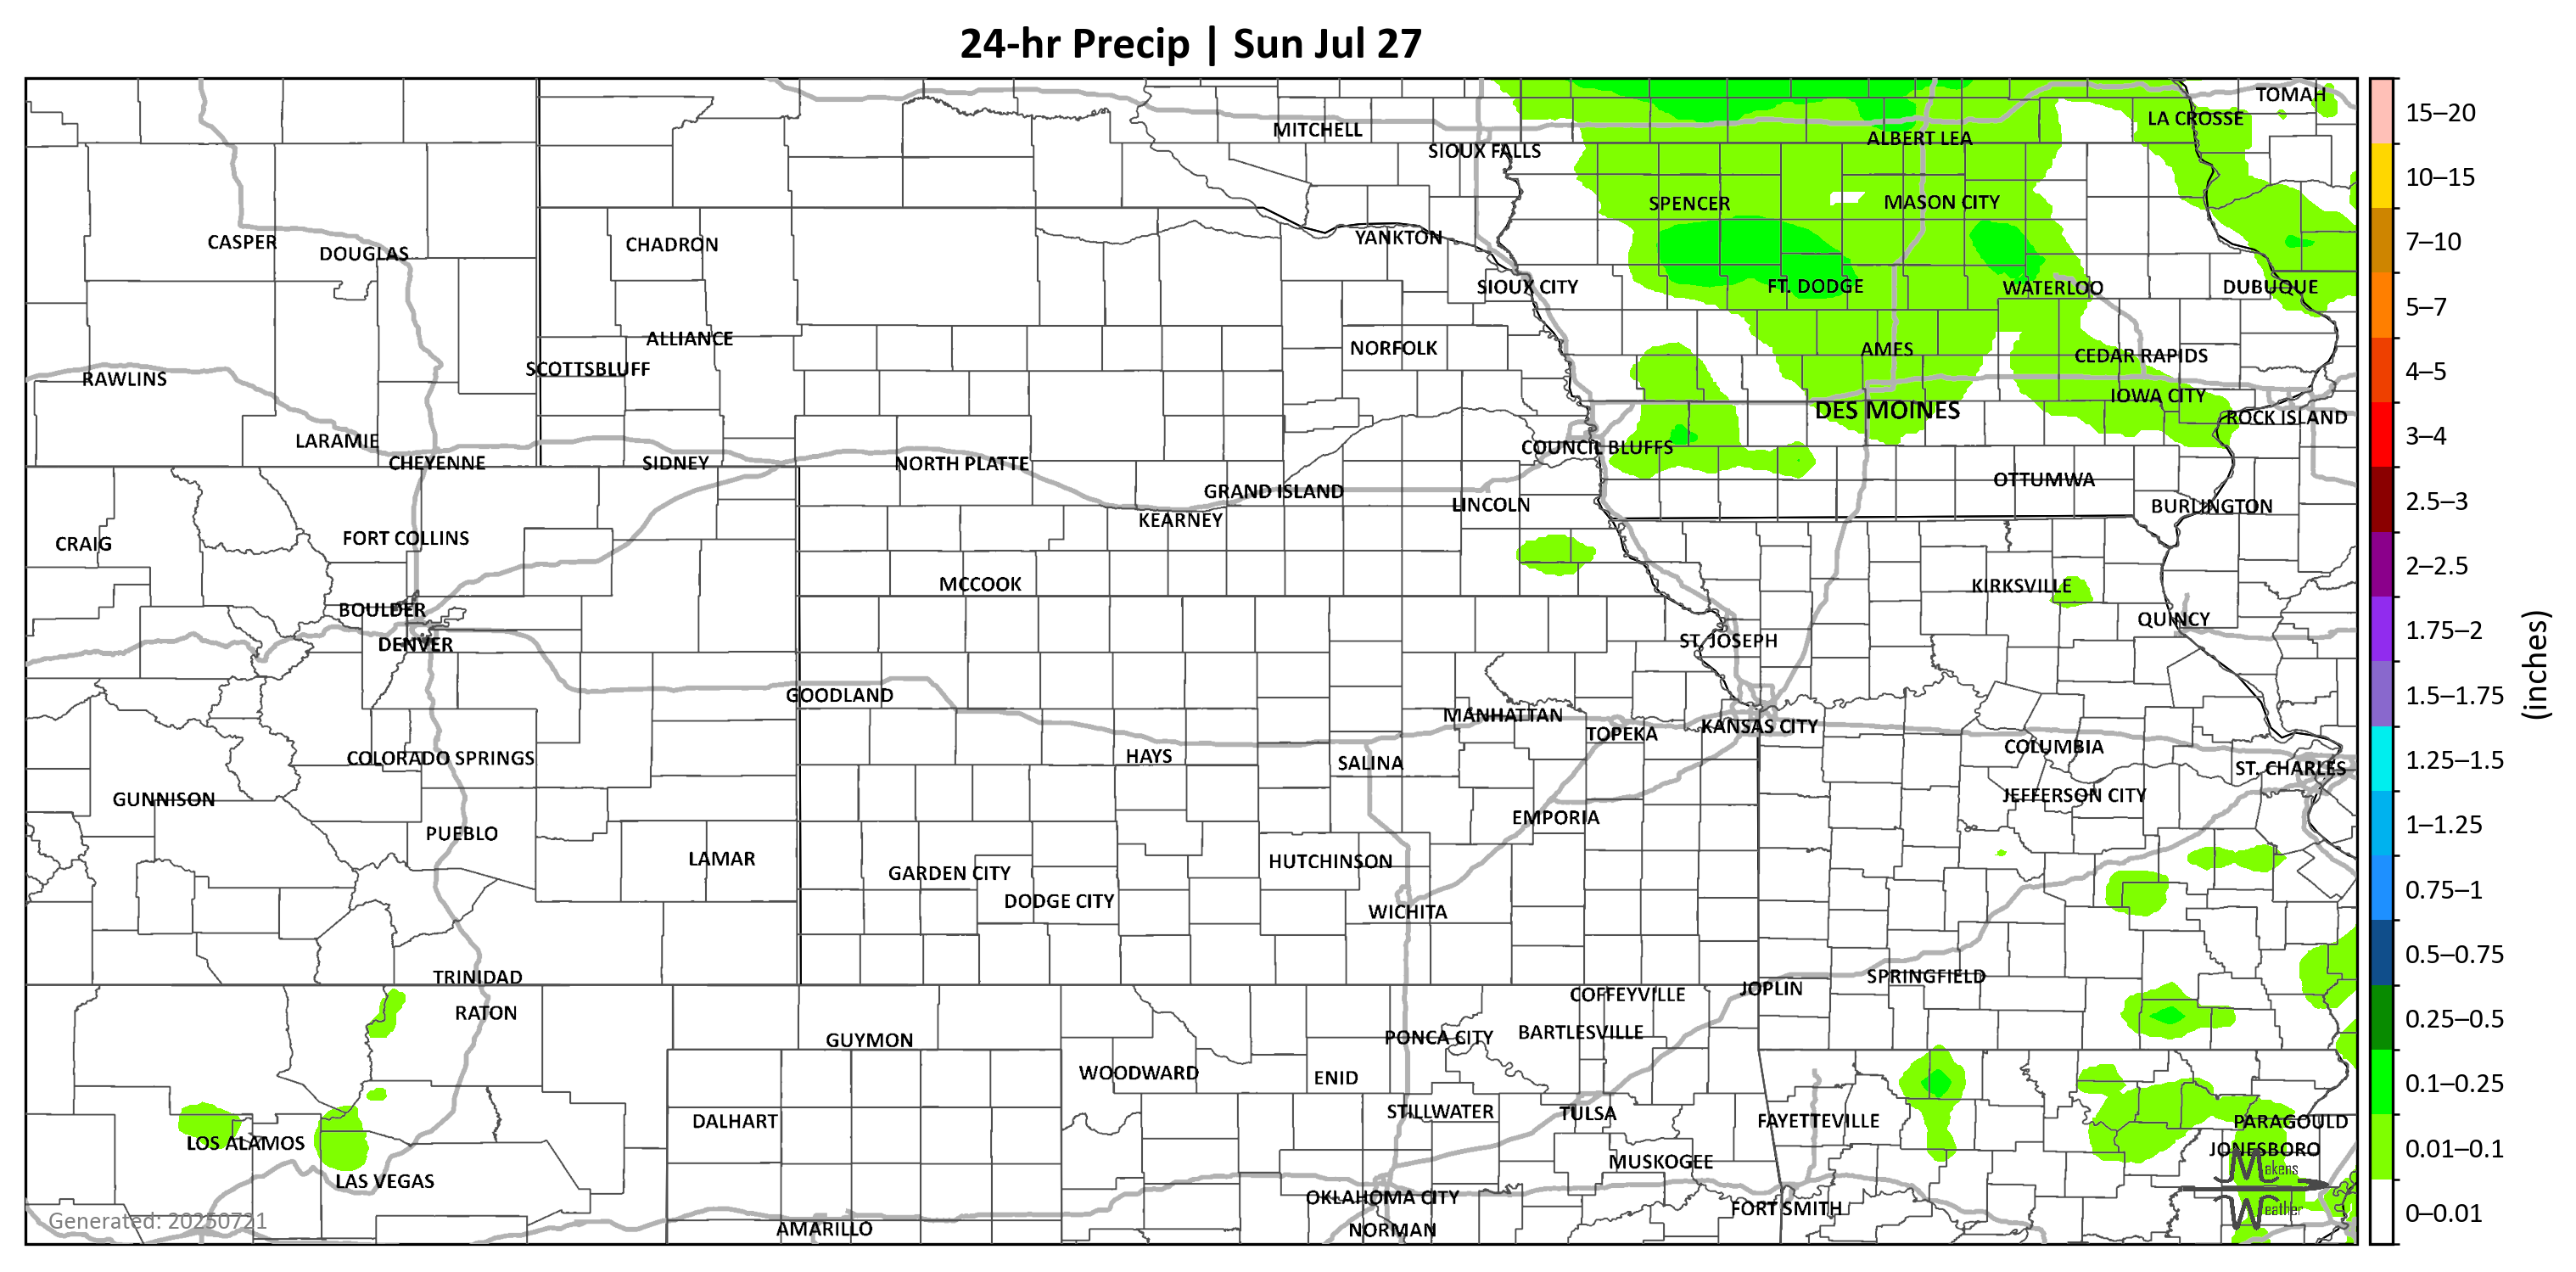 24-hr Precip | Sun Jul 27
TOMAH
LA CROSSE
MITCHELL
ALBERT LEA
SIOUX FALLS
SPENCER
MASON CITY
YANKTON
CASPER
DOUGLAS
CHADRON
SIOUX CITY
FT. DODGE
WATERLOO
DUBUQUE
ALLIANCE
NORFOLK
AMES
CEDAR RAPIDS
SCOTTSBLUFF
RAWLINS
IOWA CITY
DES MOINES
ROCK ISLAND
LARAMIE
COUNCIL BLUFFS
CHEYENNE
SIDNEY
NORTH PLATTE
OTTUMWA
GRAND ISLAND
LINCOLN
BURLINGTON
KEARNEY
FORT COLLINS
CRAIG
MCCOOK
KIRKSVILLE
BOULDER
QUINCY
DENVER
ST. JOSEPH
GOODLAND
MANHATTAN
KANSAS CITY
TOPEKA
COLUMBIA
COLORADO SPRINGS
HAYS
SALINA
ST. CHARLES
GUNNISON
JEFFERSON CITY
EMPORIA
PUEBLO
LAMAR
HUTCHINSON
GARDEN CITY
DODGE CITY
WICHITA
TRINIDAD
SPRINGFIELD
JOPLIN
COFFEYVILLE
RATON
BARTLESVILLE
PONCA CITY
GUYMON
WOODWARD
ENID
STILLWATER
TULSA
DALHART
FAYETTEVILLE
PARAGOULD
LOS ALAMOS
JONESBORO
MUSKOGEE
LAS VEGAS
OKLAHOMA CITY
FORT SMITH
AMARILLO
NORMAN
Generated: 20250721
Makens
Weather
15–20
10–15
7–10
5–7
4–5
3–4
2.5–3
2–2.5
1.75–2
1.5–1.75
1.25–1.5
1–1.25
0.75–1
0.5–0.75
0.25–0.5
0.1–0.25
0.01–0.1
0–0.01
(inches)